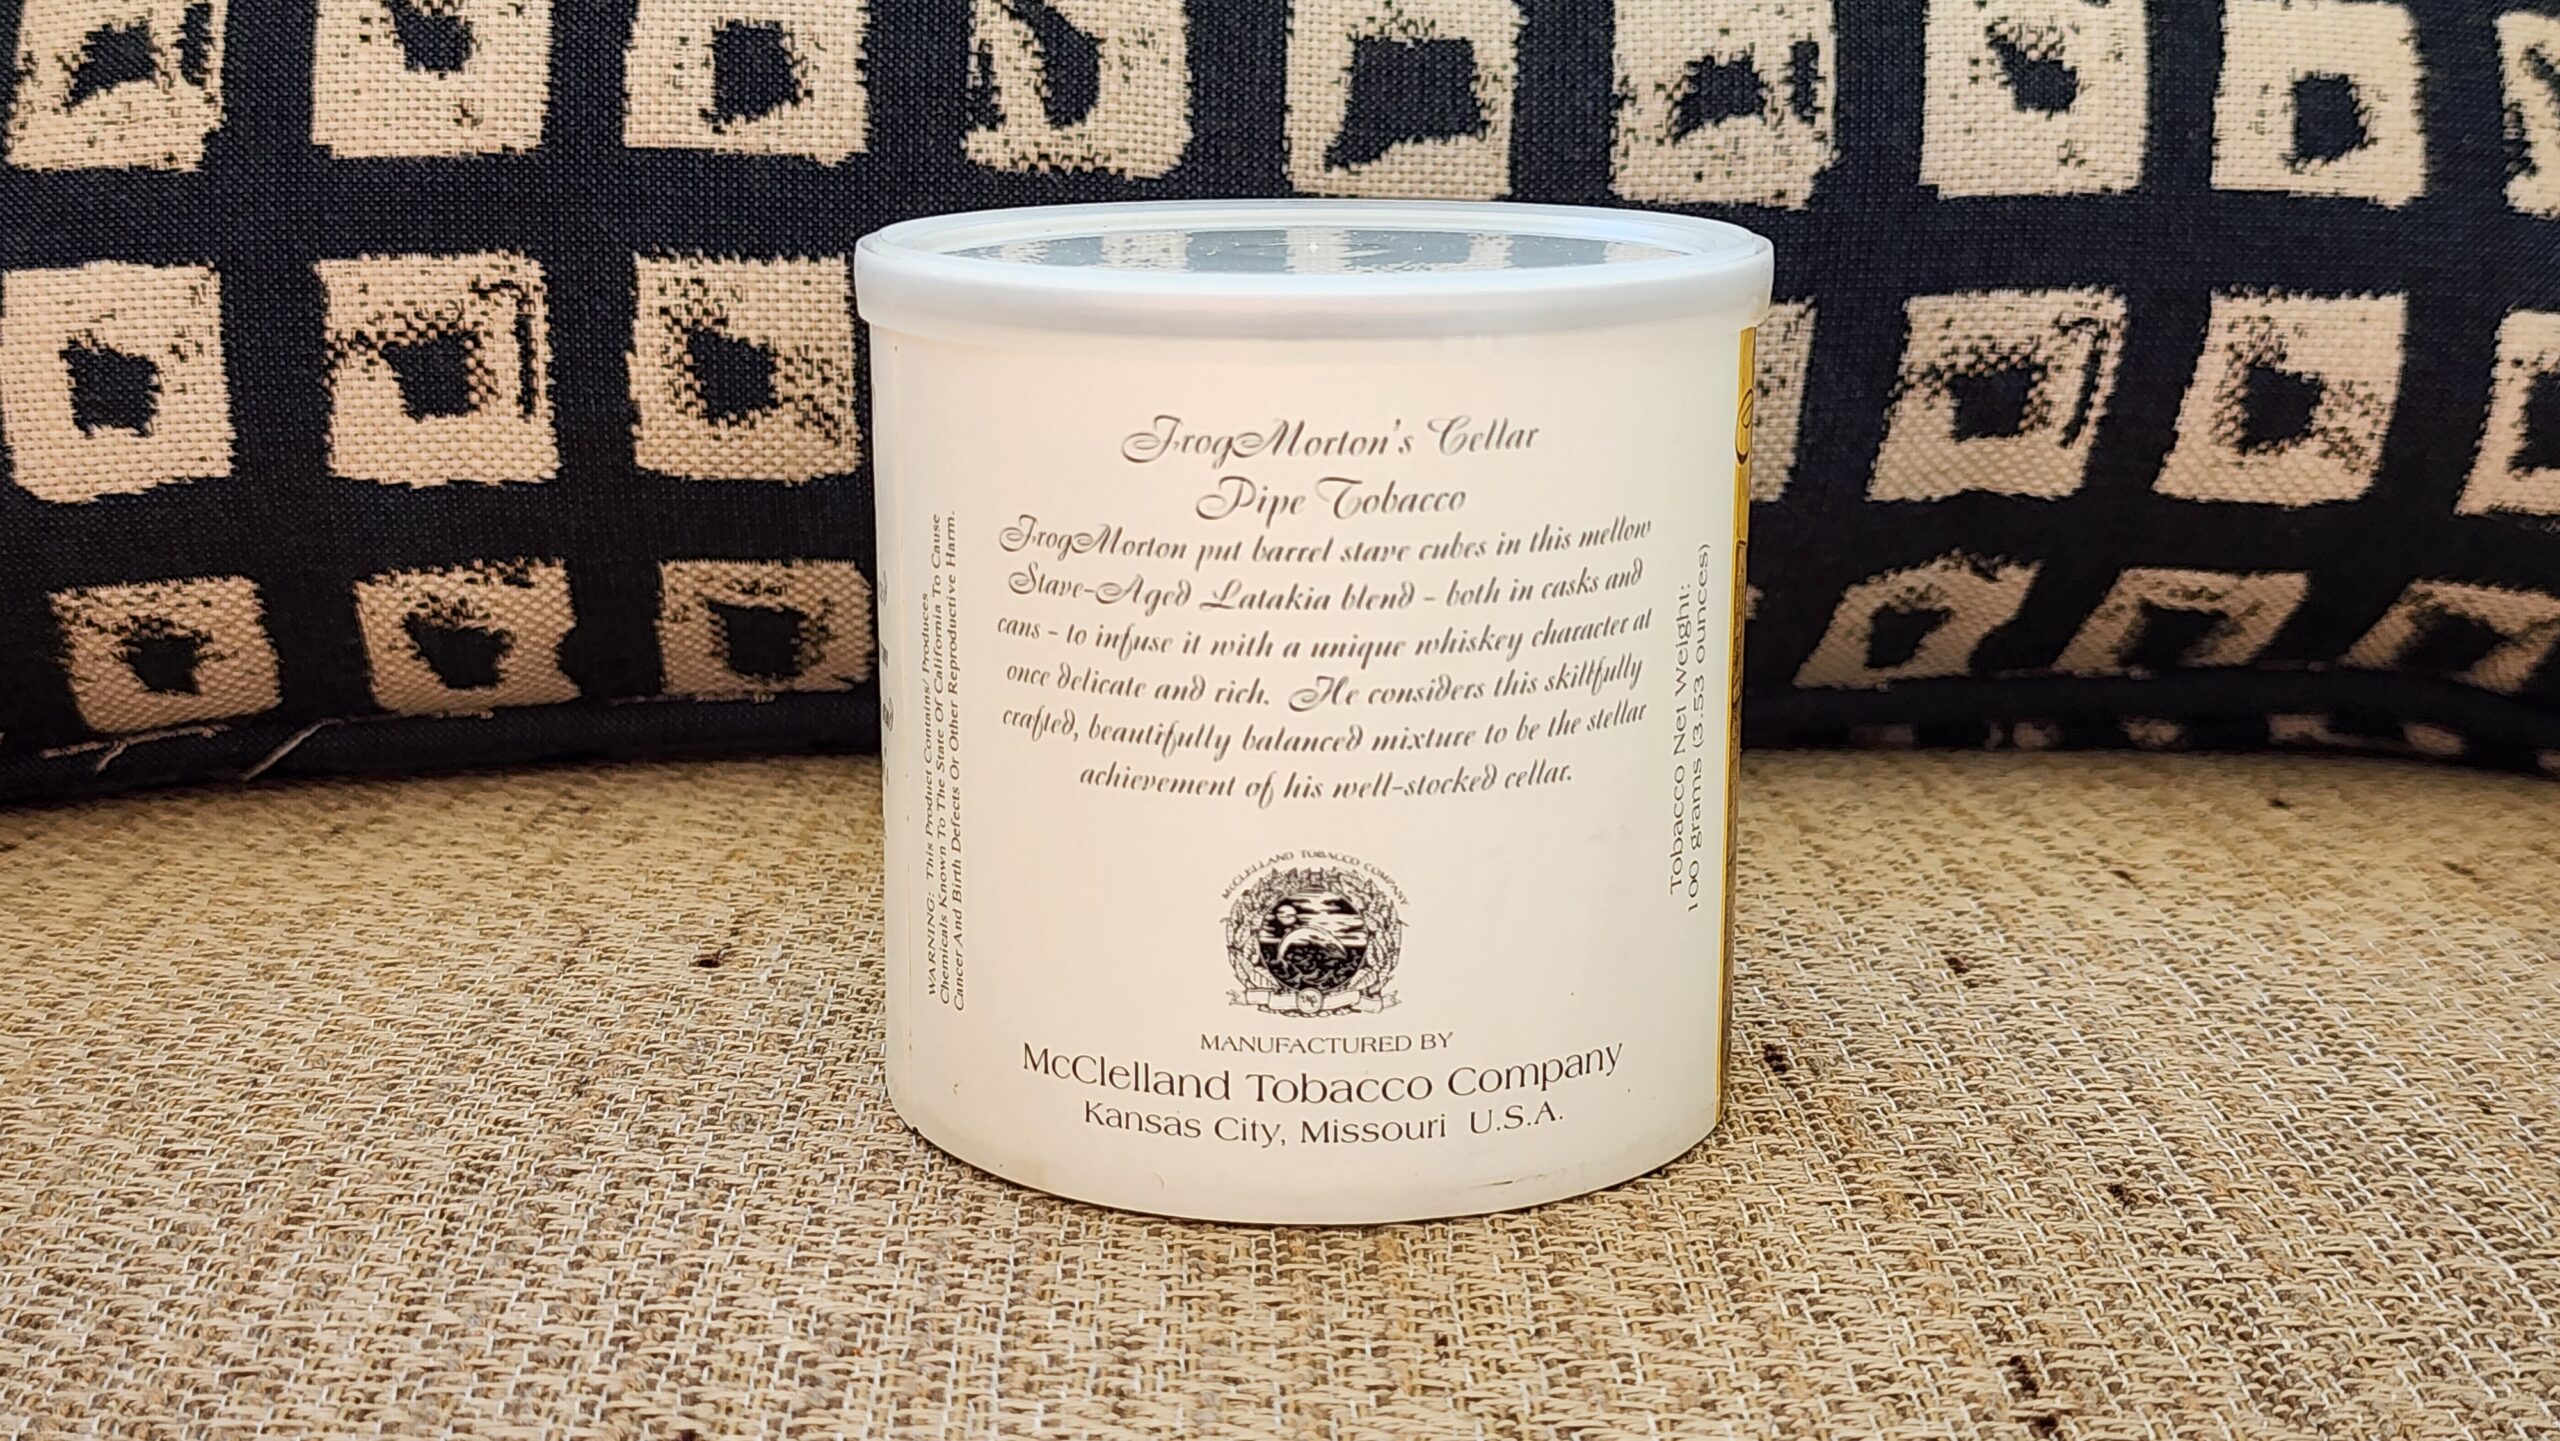 FrogMorton's Cellar
Pipe Tobacco
FrogMorton put barrel stave cubes in this mellow
Stave-Aged Latakia blend - both in casks and
cans - to infuse it with a unique whiskey character at
once delicate and rich. He considers this skillfully
crafted, beautifully balanced mixture to be the stellar
achievement of his well-stocked cellar.
McCLELLAND TOBACCO COMPANY
MANUFACTURED BY
McClelland Tobacco Company
Kansas City, Missouri U.S.A.
WARNING: This Product Contains/Produces
Chemicals Known To The State Of California To Cause
Cancer And Birth Defects Or Other Reproductive Harm.
Tobacco Net Weight:
100 grams (3.53 ounces)